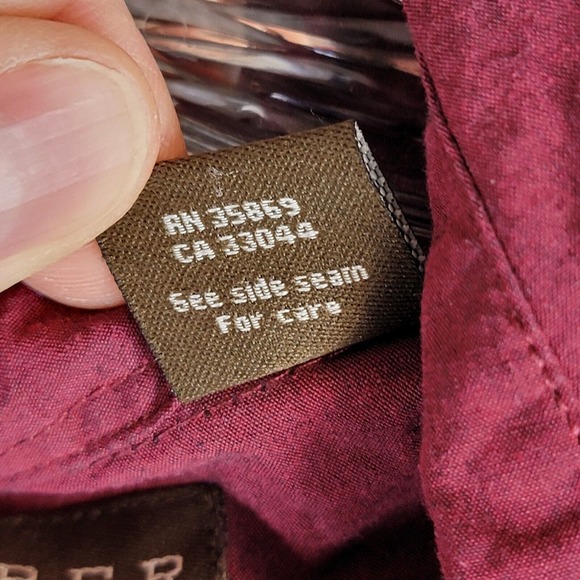 RN 35869
CA 33044
See side seam
For care